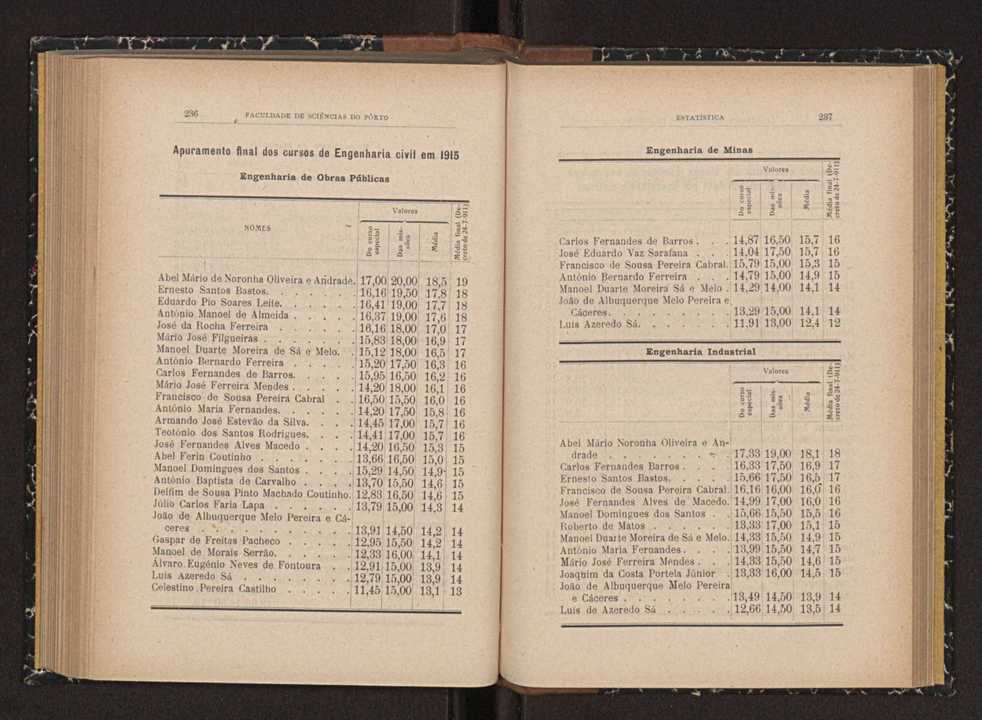 236 FACULDADE DE SCIÊNCIAS DO PÔRTO
Apuramento final dos cursos de Engenharia civil em 1915
Engenharia de Obras Públicas
NOMES
Valores
Do curso especial
Das missões
Média
Média final (Decreto de 24-7-911)
Abel Mário de Noronha Oliveira e Andrade. 17,00 20,00 18,5 19
Ernesto Santos Bastos. . . . . . . 16,16 19,50 17,8 18
Eduardo Pio Soares Leite. . . . . . 16,41 19,00 17,7 18
António Manoel de Almeida . . . . . 16,37 19,00 17,6 18
José da Rocha Ferreira . . . . . . 16,16 18,00 17,0 17
Mário José Filgueiras . . . . . . . 15,83 18,00 16,9 17
Manoel Duarte Moreira de Sá e Melo. . 15,12 18,00 16,5 17
António Bernardo Ferreira . . . . . 15,20 17,50 16,3 16
Carlos Fernandes de Barros. . . . . 15,95 16,50 16,2 16
Mário José Ferreira Mendes . . . . . 14,20 18,00 16,1 16
Francisco de Sousa Pereira Cabral . . 16,50 15,50 16,0 16
António Maria Fernandes. . . . . . 14,20 17,50 15,8 16
Armando José Estevão da Silva. . . . 14,45 17,00 15,7 16
Teotónio dos Santos Rodrigues. . . . 14,41 17,00 15,7 16
José Fernandes Alves Macedo . . . . 14,20 16,50 15,3 15
Abel Ferin Coutinho . . . . . . . 13,66 16,50 15,0 15
Manoel Domingues dos Santos . . . . 15,29 14,50 14,9 15
António Baptista de Carvalho . . . . 13,70 15,50 14,6 15
Delfim de Sousa Pinto Machado Coutinho. 12,83 16,50 14,6 15
Júlio Carlos Faria Lapa . . . . . . 13,79 15,00 14,3 14
João de Albuquerque Melo Pereira e Cá-
ceres . . . . . . . . . . 13,91 14,50 14,2 14
Gaspar de Freitas Pacheco . . . . . 12,95 15,50 14,2 14
Manoel de Morais Serrão. . . . . . 12,33 16,00 14,1 14
Álvaro Eugénio Neves de Fontoura . . 12,91 15,00 13,9 14
Luís Azeredo Sá . . . . . . . . 12,79 15,00 13,9 14
Celestino Pereira Castilho . . . . . 11,45 15,00 13,1 13
ESTATÍSTICA 237
Engenharia de Minas
Valores
Do curso especial
Das missões
Média
Média final (Decreto de 24-7-911)
Carlos Fernandes de Barros . . . 14,87 16,50 15,7 16
José Eduardo Vaz Sarafana . . . 14,04 17,50 15,7 16
Francisco de Sousa Pereira Cabral. 15,79 15,00 15,3 15
António Bernardo Ferreira . . . 14,79 15,00 14,9 15
Manoel Duarte Moreira Sá e Melo . 14,29 14,00 14,1 14
João de Albuquerque Melo Pereira e
Cáceres. . . . . . . . . 13,29 15,00 14,1 14
Luís Azeredo Sá. . . . . . . 11,91 13,00 12,4 12
Engenharia Industrial
Valores
Do curso especial
Das missões
Média
Média final (Decreto de 24-7-911)
Abel Mário Noronha Oliveira e An-
drade . . . . . . . . . 17,33 19,00 18,1 18
Carlos Fernandes Barros . . . . 16,33 17,50 16,9 17
Ernesto Santos Bastos. . . . . 15,66 17,50 16,5 17
Francisco de Sousa Pereira Cabral. 16,16 16,00 16,0 16
José Fernandes Alves de Macedo. 14,99 17,00 16,0 16
Manoel Domingues dos Santos . . 15,66 15,50 15,5 16
Roberto de Matos . . . . . . 13,33 17,00 15,1 15
Manoel Duarte Moreira de Sá e Melo. 14,33 15,50 14,9 15
António Maria Fernandes. . . . 13,99 15,50 14,7 15
Mário José Ferreira Mendes . . . 14,33 15,50 14,6 15
Joaquim da Costa Portela Júnior . 13,33 16,00 14,5 15
João de Albuquerque Melo Pereira
e Cáceres . . . . . . . . 13,49 14,50 13,9 14
Luís de Azeredo Sá . . . . . 12,66 14,50 13,5 14